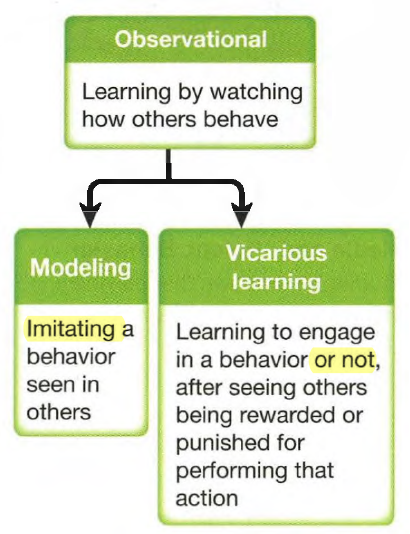 Observational
Learning by watching
how others behave
Modeling
Imitating a
behavior
seen in
others
Vicarious
learning
Learning to engage
in a behavior or not,
after seeing others
being rewarded or
punished for
performing that
action